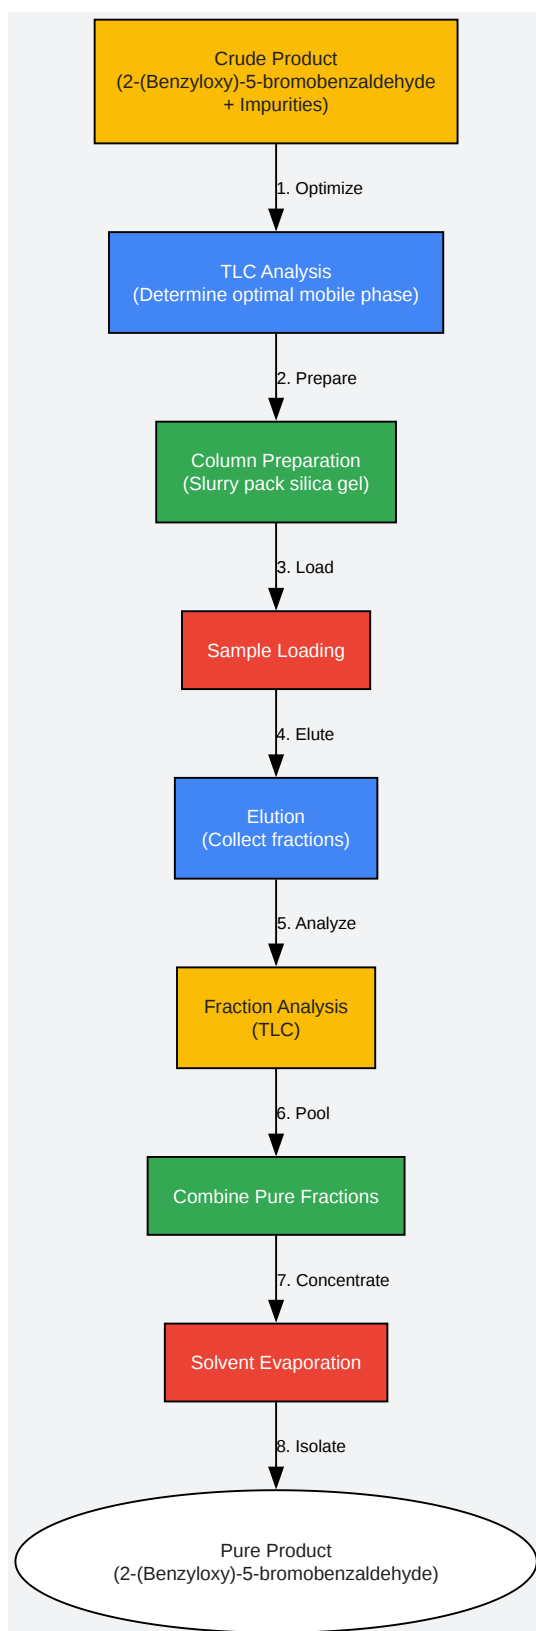 Crude Product
(2-(Benzyloxy)-5-bromobenzaldehyde
+ Impurities)
1. Optimize
TLC Analysis
(Determine optimal mobile phase)
2. Prepare
Column Preparation
(Slurry pack silica gel)
3. Load
Sample Loading
4. Elute
Elution
(Collect fractions)
5. Analyze
Fraction Analysis
(TLC)
6. Pool
Combine Pure Fractions
7. Concentrate
Solvent Evaporation
8. Isolate
Pure Product
(2-(Benzyloxy)-5-bromobenzaldehyde)